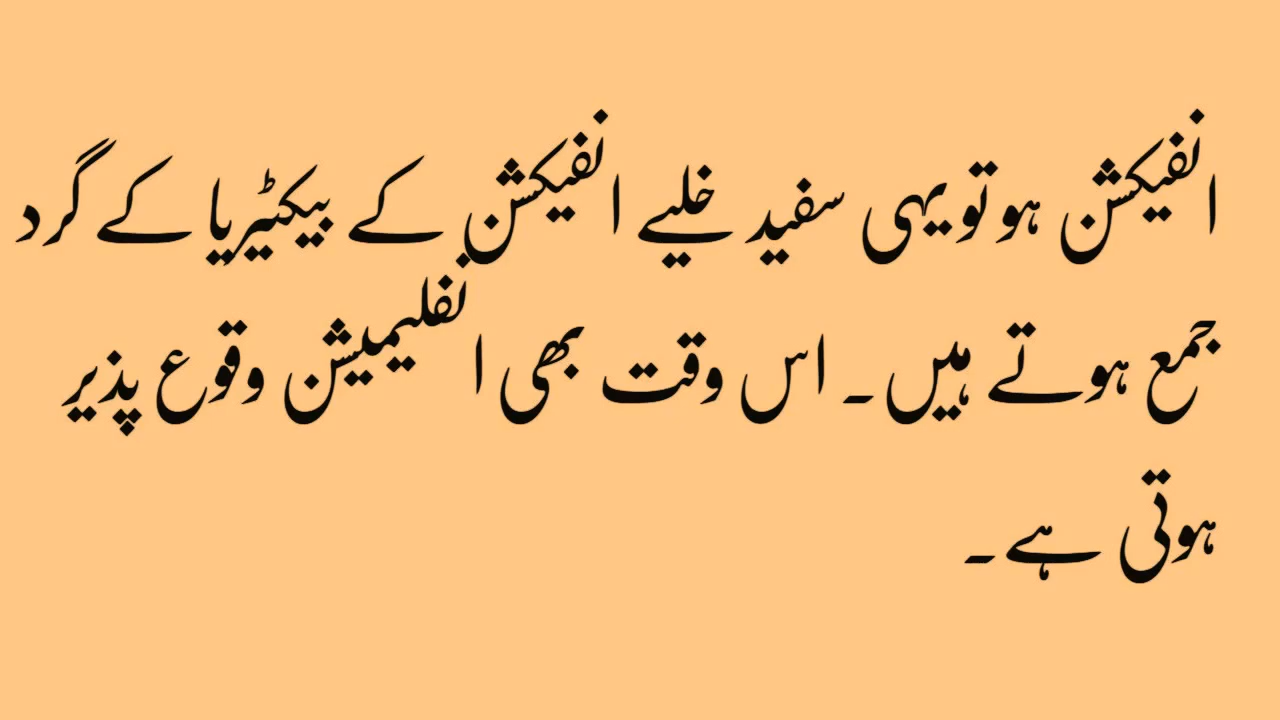 انفیکشن ہو تو یہی سفید خلیے انفیکشن کے بیکٹیریا کے گرد
جمع ہوتے ہیں۔ اس وقت بھی انفلیمیشن وقوع پذیر
ہوتی ہے۔